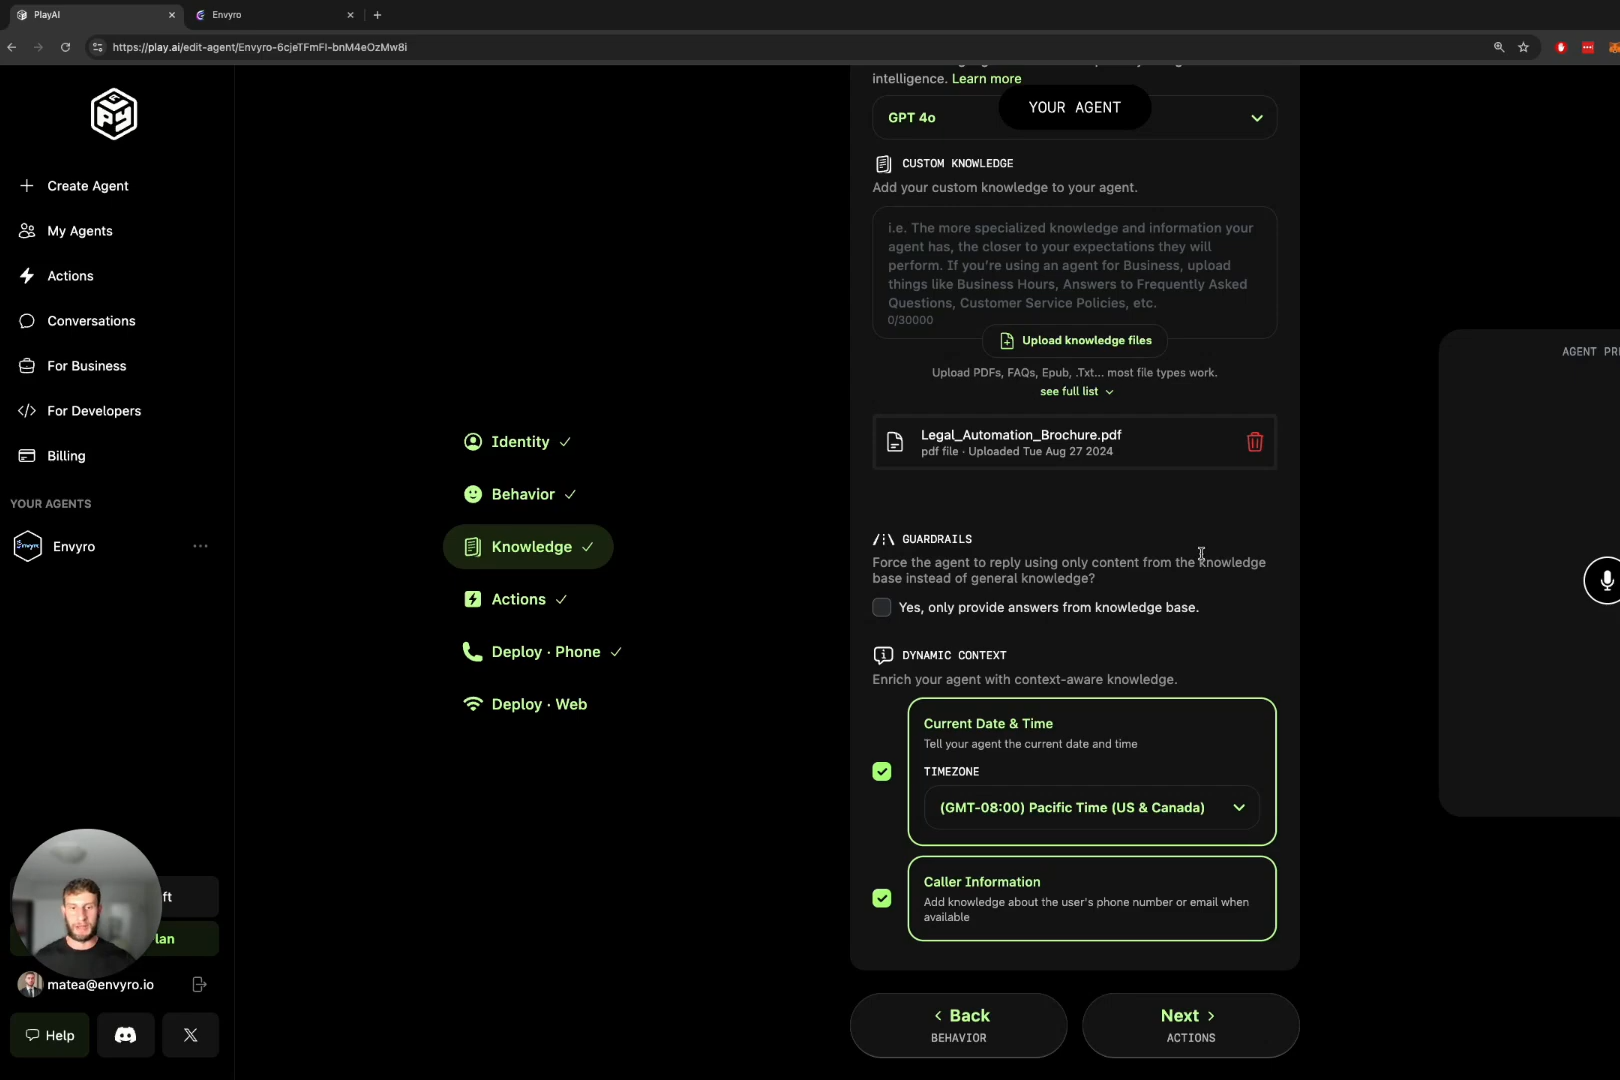 PlayAI
Envyro
https://play.ai/edit-agent/Envyro-6cjeTFmFI-bnM4eOzMw8i
Create Agent
My Agents
Actions
Conversations
For Business
For Developers
Billing
YOUR AGENTS
Envyro
ft
lan
matea@envyro.io
Help
Identity
Behavior
Knowledge
Actions
Deploy · Phone
Deploy · Web
intelligence. Learn more
YOUR AGENT
GPT 4o
CUSTOM KNOWLEDGE
Add your custom knowledge to your agent.
i.e. The more specialized knowledge and information your
agent has, the closer to your expectations they will
perform. If you're using an agent for Business, upload
things like Business Hours, Answers to Frequently Asked
Questions, Customer Service Policies, etc.
0/30000
Upload knowledge files
Upload PDFs, FAQs, Epub, .Txt... most file types work.
see full list
Legal_Automation_Brochure.pdf
pdf file · Uploaded Tue Aug 27 2024
GUARDRAILS
Force the agent to reply using only content from the knowledge
base instead of general knowledge?
Yes, only provide answers from knowledge base.
DYNAMIC CONTEXT
Enrich your agent with context-aware knowledge.
Current Date & Time
Tell your agent the current date and time
TIMEZONE
(GMT-08:00) Pacific Time (US & Canada)
Caller Information
Add knowledge about the user's phone number or email when
available
Back
BEHAVIOR
Next
ACTIONS
AGENT PR